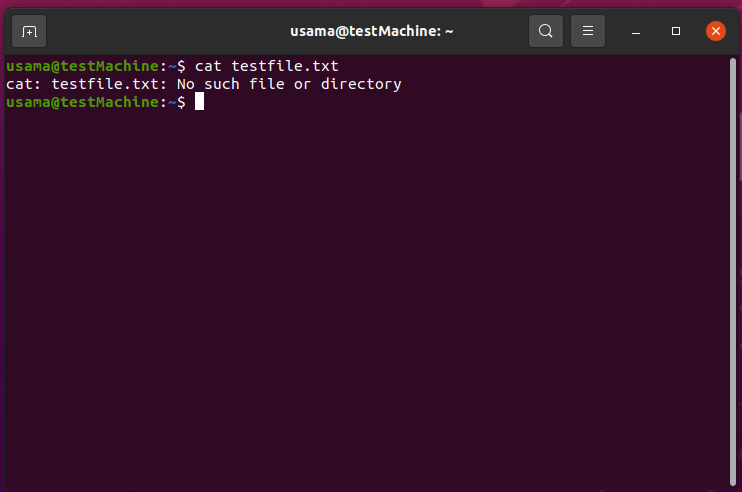 usama@testMachine: ~
usama@testMachine:~$ cat testfile.txt
cat: testfile.txt: No such file or directory
usama@testMachine:~$